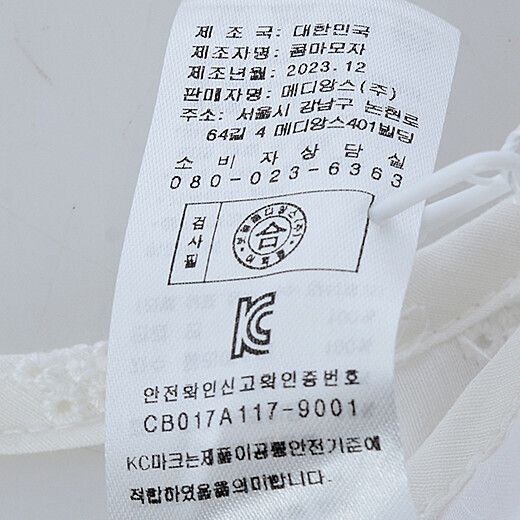 제 조 국: 대한민국
제조자명: 콤마모자
제조년월: 2023.12
판매자명: 메디앙스(주)
주소: 서울시 강남구 논현로
64길 4 메디앙스401빌딩
소 비 자 상 담 실
080-023-6363
검사필
合
KC
안전확인신고확인증번호
CB017A117-9001
KC마크는제품이공통안전기준에
적합하였음을의미합니다.